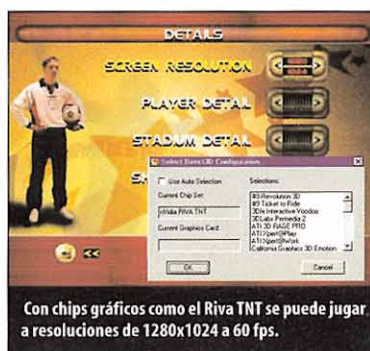 DETAILS
SCREEN RESOLUTION
PLAYER DETAIL
STADIUM DETAIL
Select Direct3D Configuration
Use Auto Selection
Selections:
Current Chip Set:
nVidia RIVA TNT
Current Graphics Card:
#9 Revolution 3D
#9 Ticket to Ride
3Dfx Interactive Voodoo
3DLabs Permedia 2
ATI 3D RAGE PRO
ATI Xpert@Play
ATI Xpert@Work
California Graphics 3D Emotion
OK
Cancel
Con chips gráficos como el Riva TNT se puede jugar
a resoluciones de 1280x1024 a 60 fps.